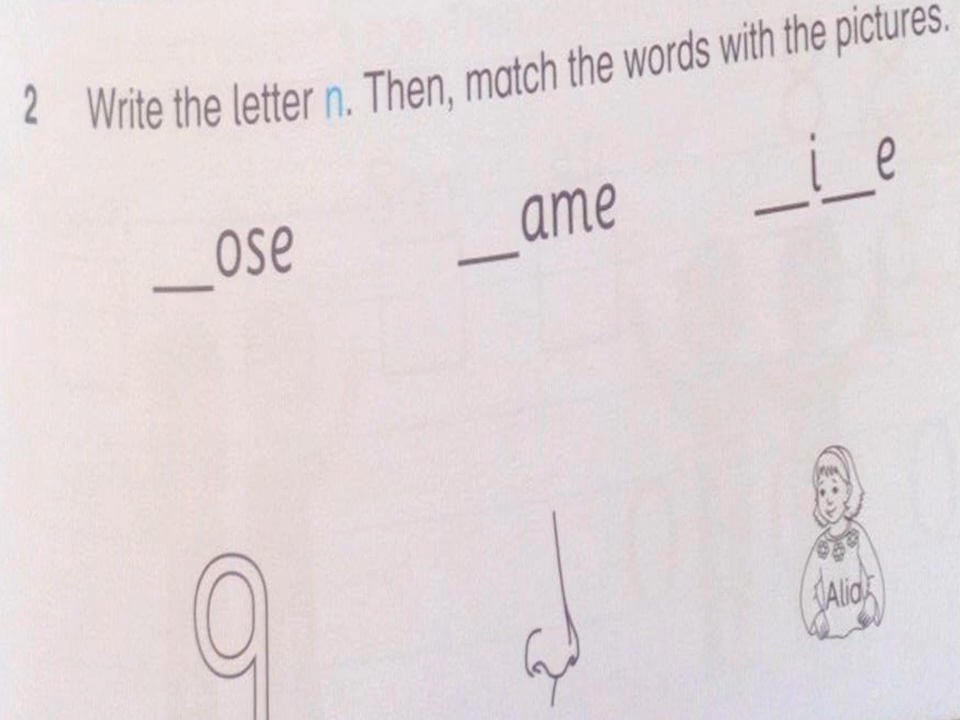 2 Write the letter n. Then, match the words with the pictures.
__ose __ame __i__e
9
Alia